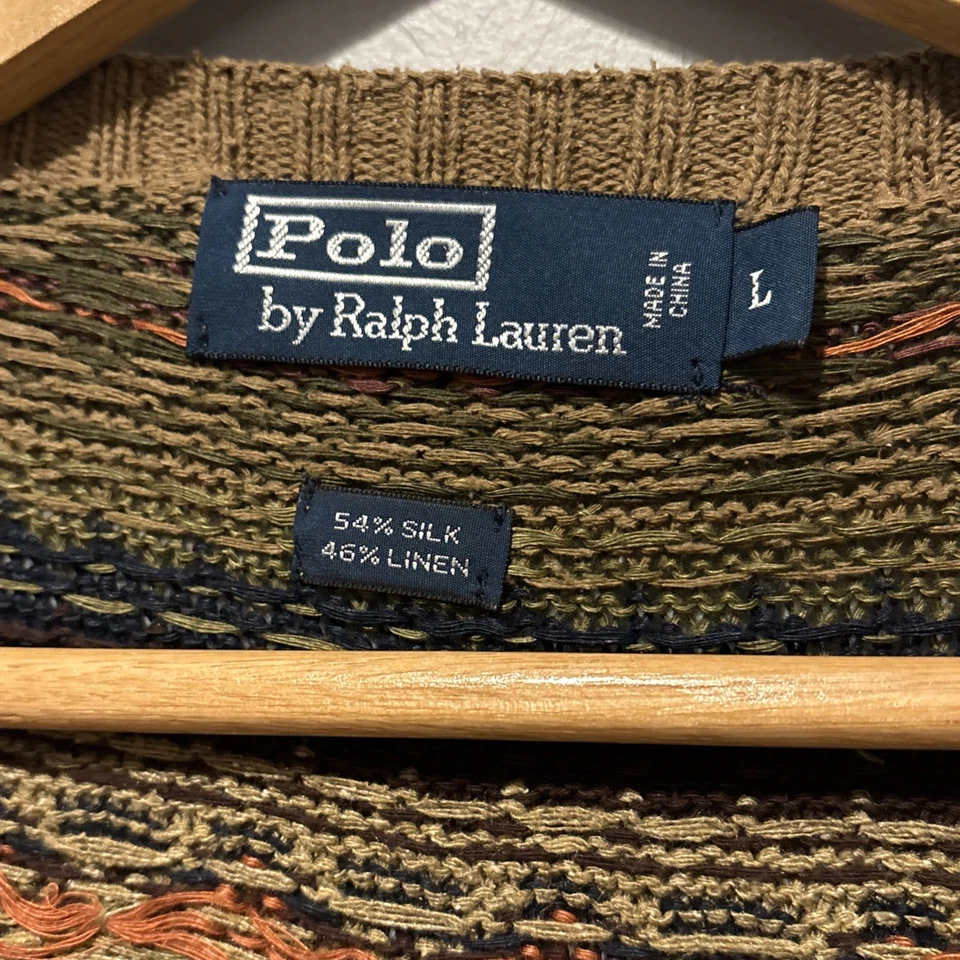 Polo
by Ralph Lauren
MADE IN
CHINA
L
54% SILK
46% LINEN